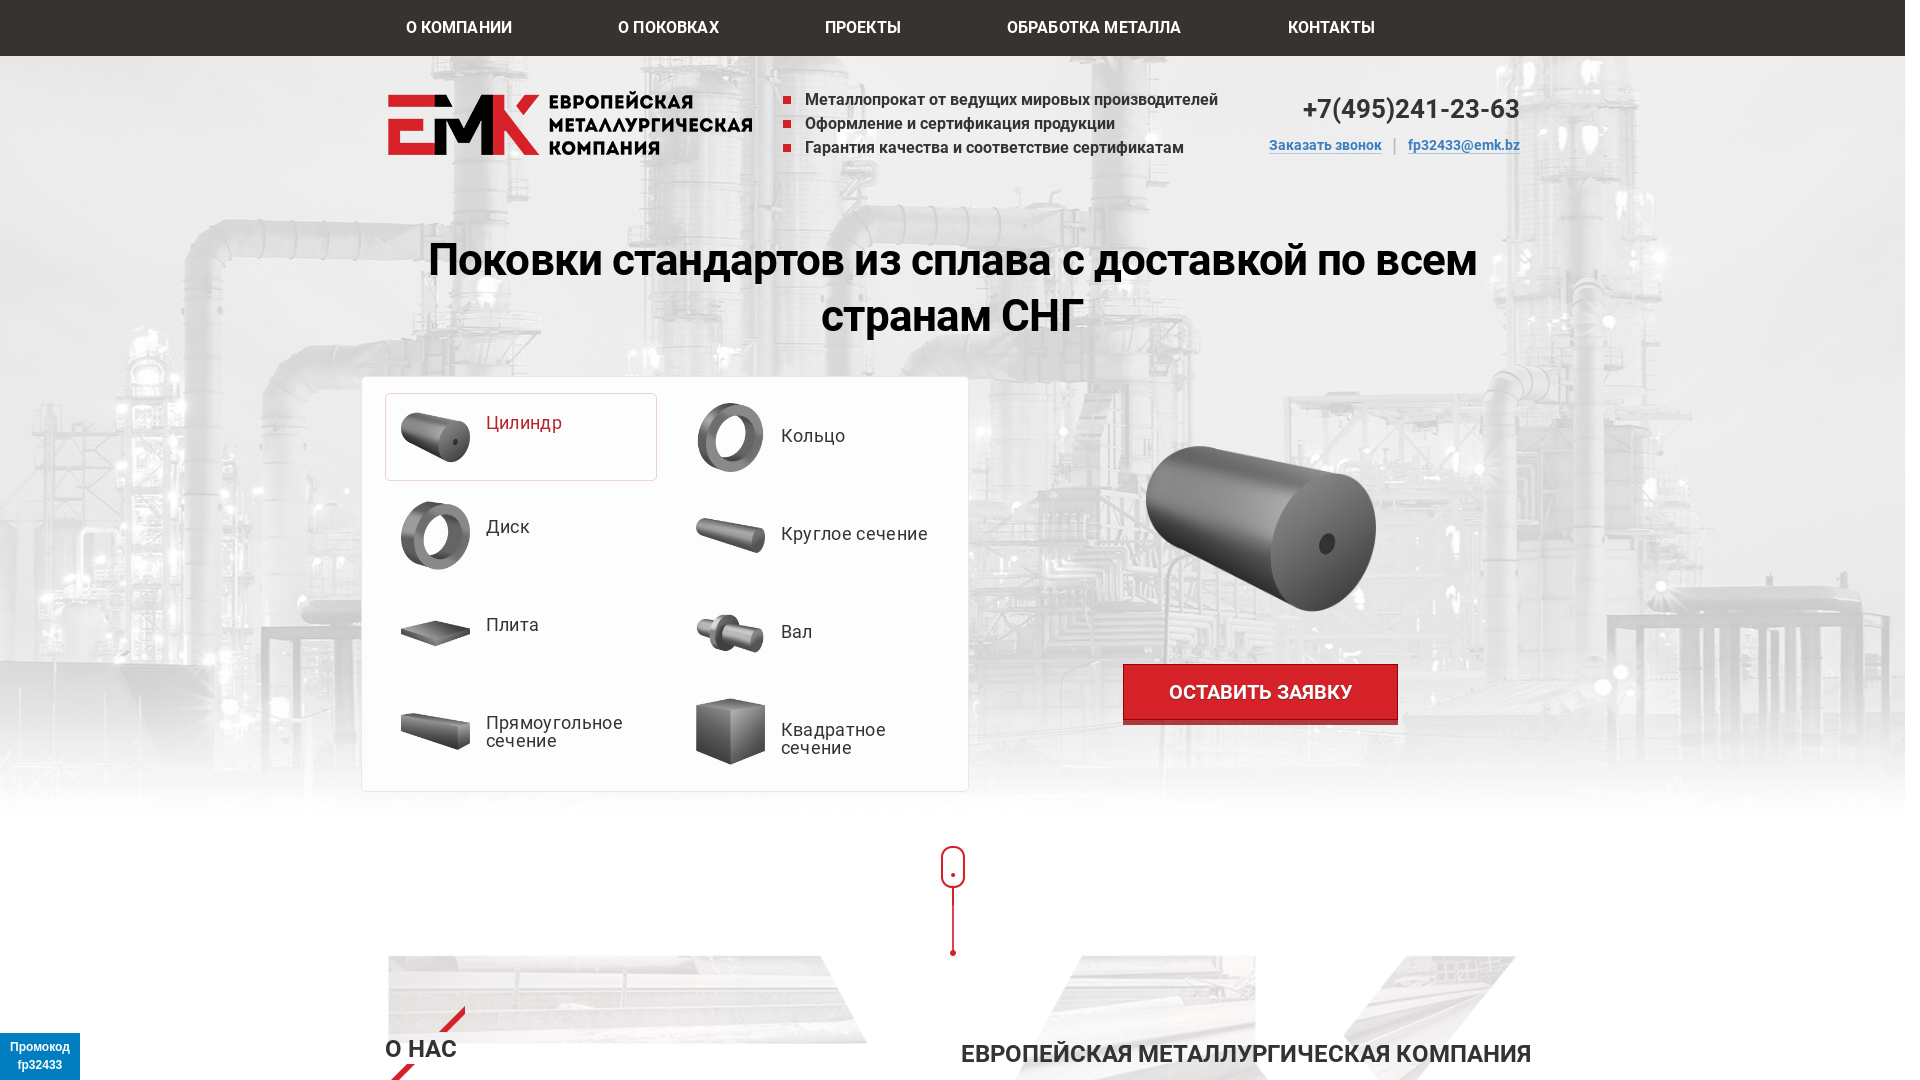 О КОМПАНИИ
О ПОКОВКАХ
ПРОЕКТЫ
ОБРАБОТКА МЕТАЛЛА
КОНТАКТЫ
ЕМК
ЕВРОПЕЙСКАЯ
МЕТАЛЛУРГИЧЕСКАЯ
КОМПАНИЯ
Металлопрокат от ведущих мировых производителей
Оформление и сертификация продукции
Гарантия качества и соответствие сертификатам
+7(495)241-23-63
Заказать звонок | fp32433@emk.bz
Поковки стандартов из сплава с доставкой по всем
странам СНГ
Цилиндр
Кольцо
Диск
Круглое сечение
Плита
Вал
Прямоугольное
сечение
Квадратное
сечение
ОСТАВИТЬ ЗАЯВКУ
О НАС
ЕВРОПЕЙСКАЯ МЕТАЛЛУРГИЧЕСКАЯ КОМПАНИЯ
Промокод
fp32433